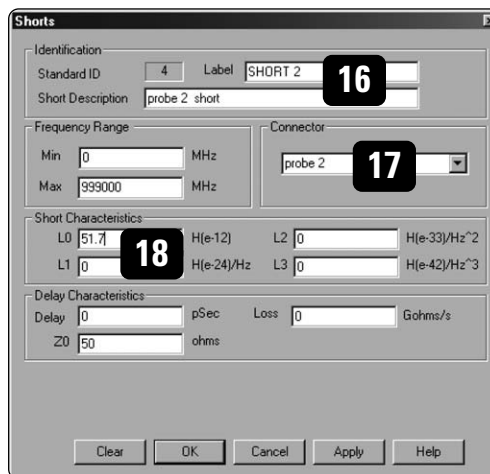 Shorts
Identification
Standard ID 4 Label SHORT 2 16
Short Description probe 2 short
Frequency Range Connector
Min 0 MHz probe 2 17
Max 999000 MHz
Short Characteristics
L0 51.7 18 H(e-12) L2 0 H(e-33)/Hz^2
L1 0 H(e-24)/Hz L3 0 H(e-42)/Hz^3
Delay Characteristics
Delay 0 pSec Loss 0 Gohms/s
Z0 50 ohms
Clear OK Cancel Apply Help